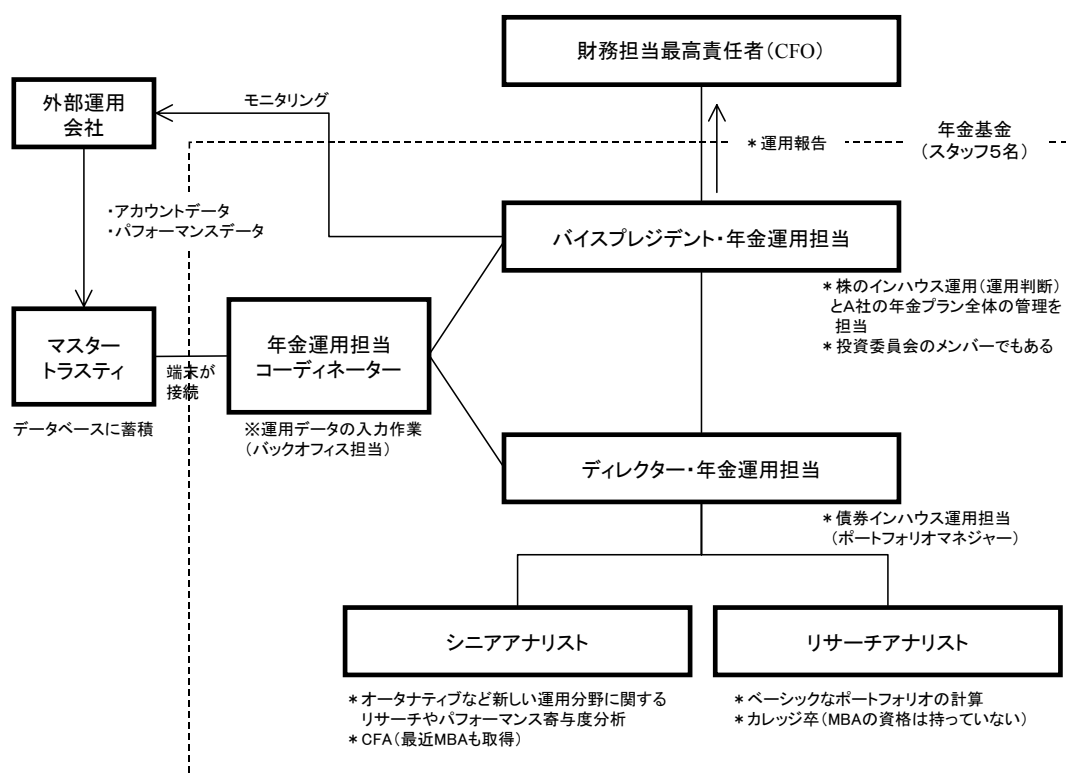 財務担当最高責任者(CFO)
外部運用
会社
モニタリング
*運用報告
年金基金
(スタッフ5名)
・アカウントデータ
・パフォーマンスデータ
バイスプレジデント・年金運用担当
*株のインハウス運用(運用判断)
とA社の年金プラン全体の管理を
担当
*投資委員会のメンバーでもある
マスター
トラスティ
端末が
接続
年金運用担当
コーディネーター
データベースに蓄積
※運用データの入力作業
(バックオフィス担当)
ディレクター・年金運用担当
*債券インハウス運用担当
(ポートフォリオマネジャー)
シニアアナリスト
リサーチアナリスト
*オータナティブなど新しい運用分野に関する
リサーチやパフォーマンス寄与度分析
*CFA(最近MBAも取得)
*ベーシックなポートフォリオの計算
*カレッジ卒(MBAの資格は持っていない)